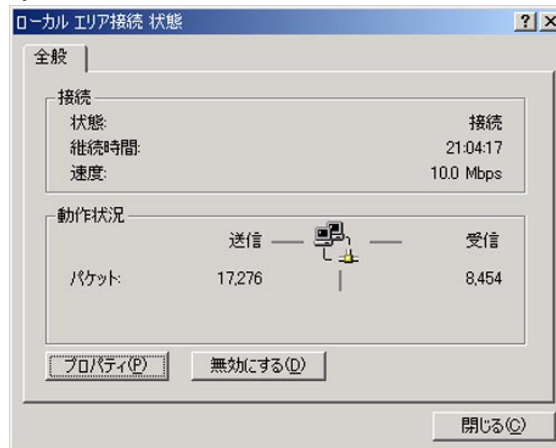 ローカル エリア接続 状態
全般
接続
状態: 接続
継続時間: 21:04:17
速度: 10.0 Mbps
動作状況
送信 受信
パケット: 17,276 8,454
プロパティ(P) 無効にする(D)
閉じる(C)